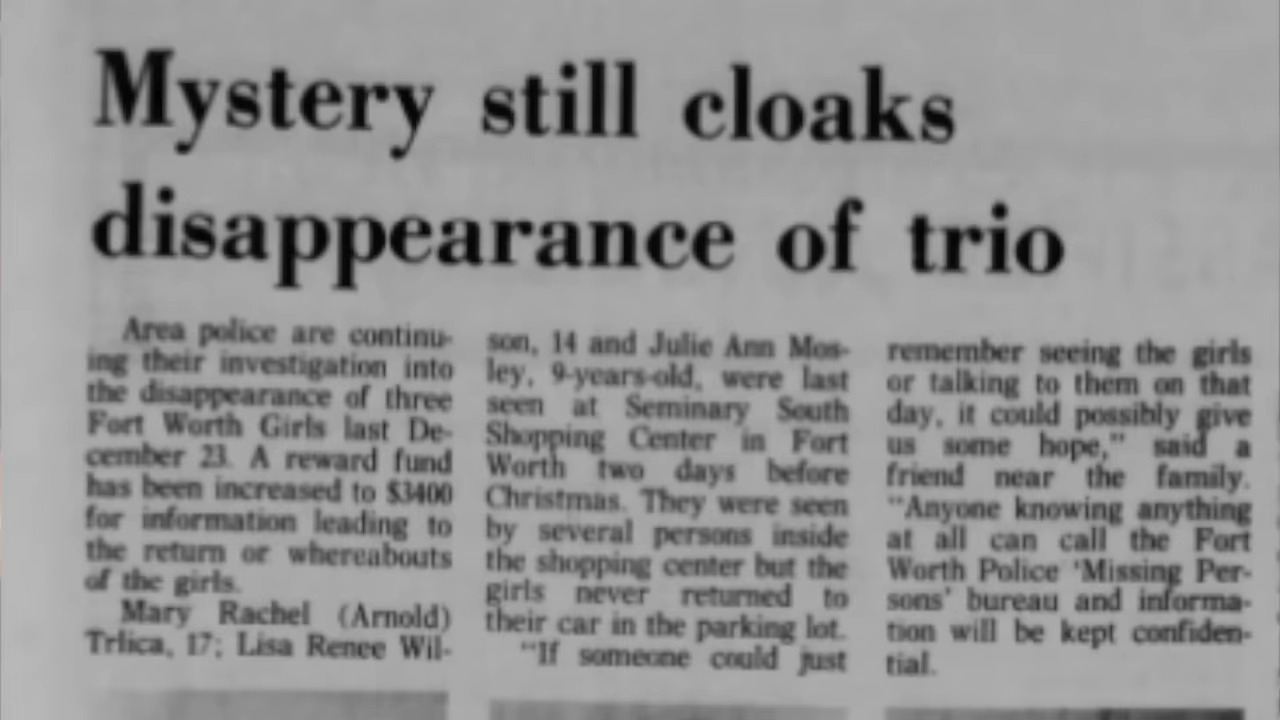 Mystery still cloaks
disappearance of trio
Area police are continu-
ing their investigation into
the disappearance of three
Fort Worth Girls last De-
cember 23. A reward fund
has been increased to $3400
for information leading to
the return or whereabouts
of the girls.
Mary Rachel (Arnold)
Trlica, 17; Lisa Renee Wil-
son, 14 and Julie Ann Mos-
ley, 9-years-old, were last
seen at Seminary South
Shopping Center in Fort
Worth two days before
Christmas. They were seen
by several persons inside
the shopping center but the
girls never returned to
their car in the parking lot.
"If someone could just
remember seeing the girls
or talking to them on that
day, it could possibly give
us some hope," said a
friend near the family.
"Anyone knowing anything
at all can call the Fort
Worth Police 'Missing Per-
sons' bureau and informa-
tion will be kept confiden-
tial.